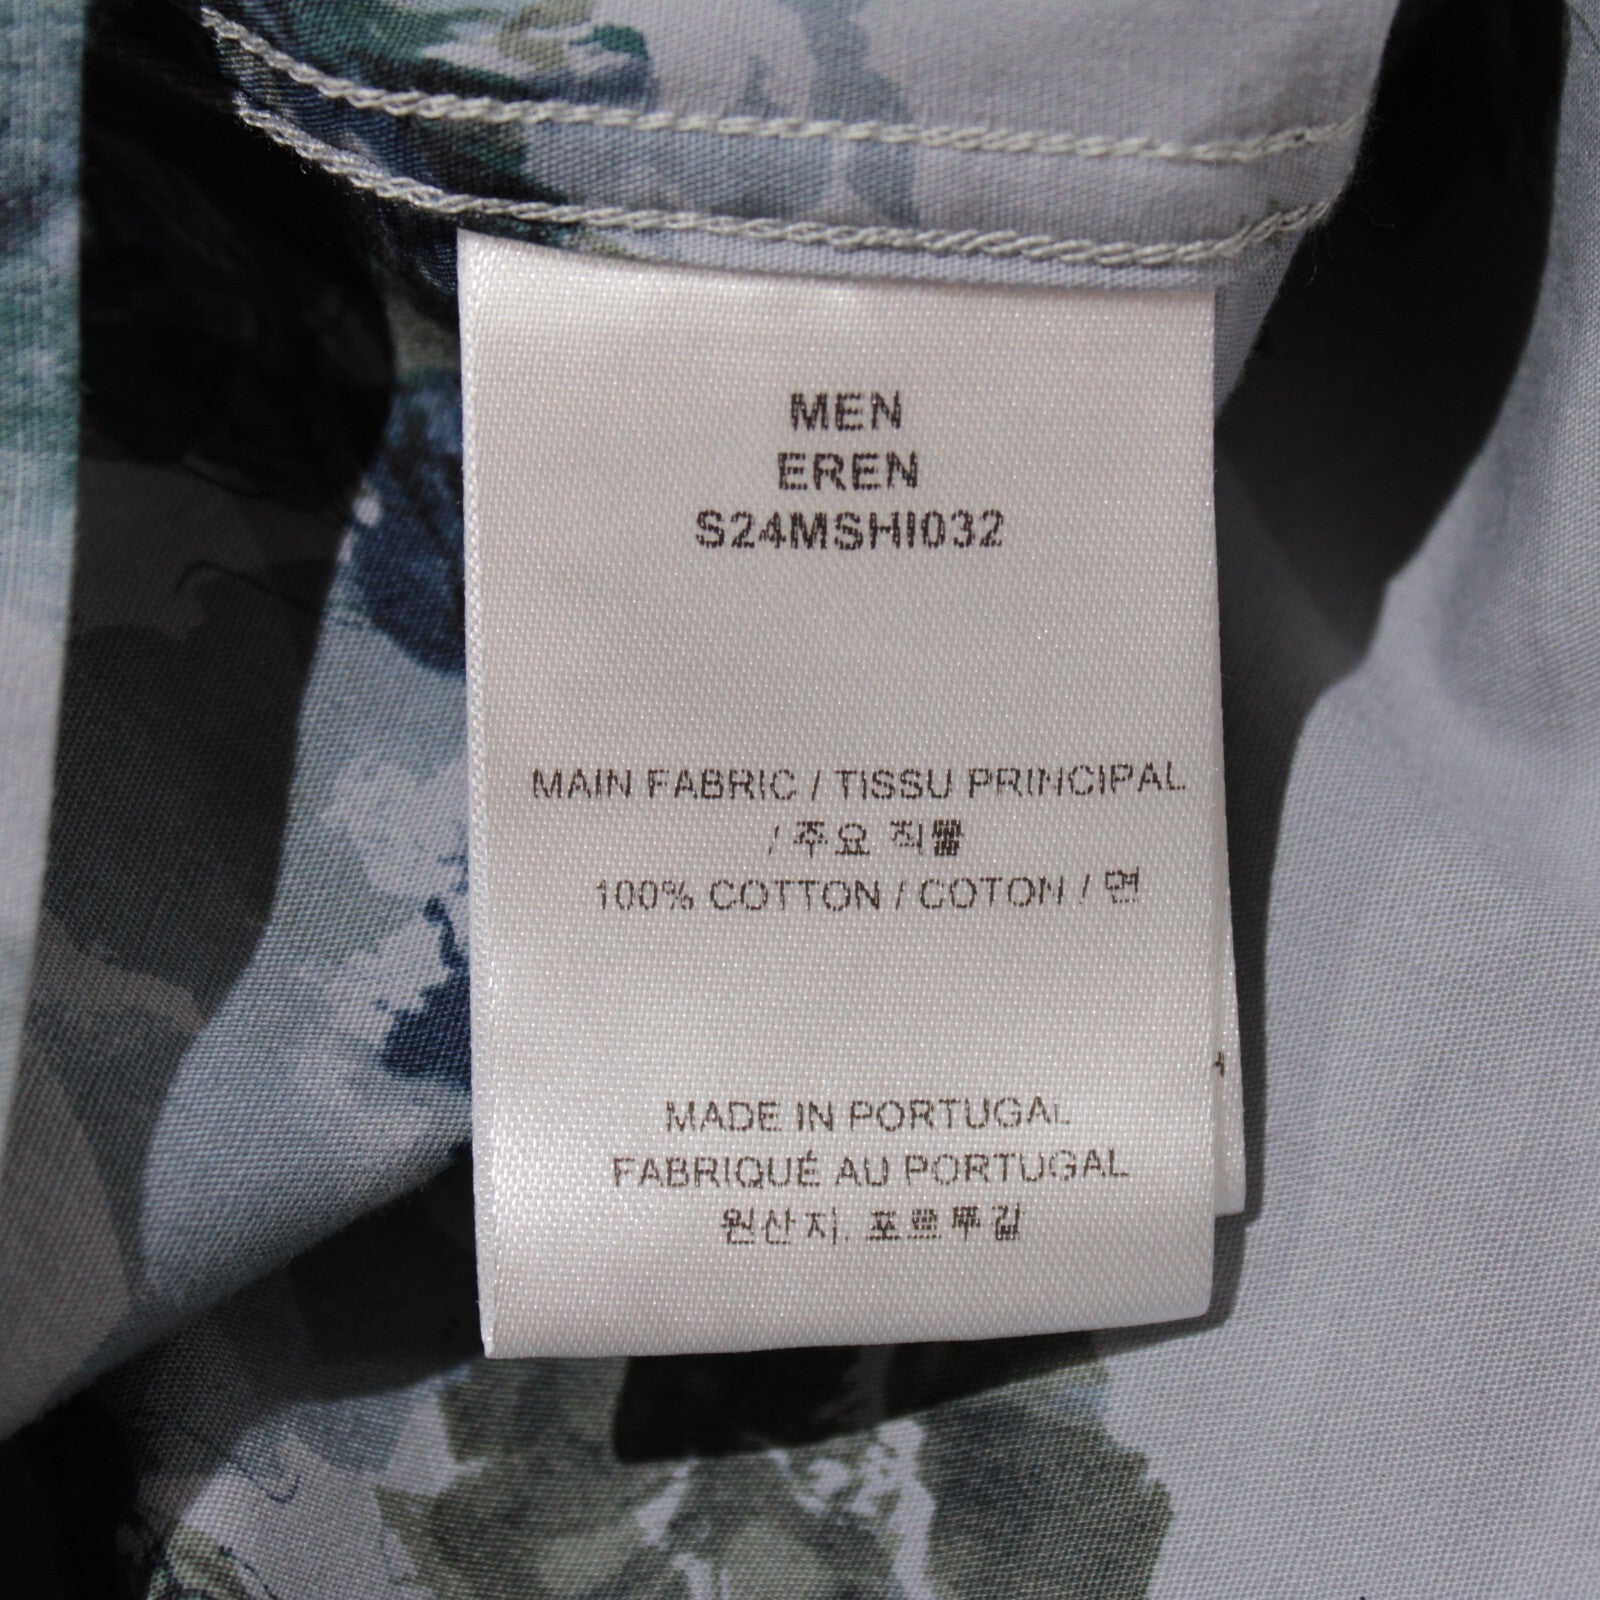 MEN
EREN
S24MSHI032
MAIN FABRIC / TISSU PRINCIPAL
/ 주요 직물
100% COTTON / COTON / 면
MADE IN PORTUGAL
FABRIQUÉ AU PORTUGAL
원산지. 포르투갈